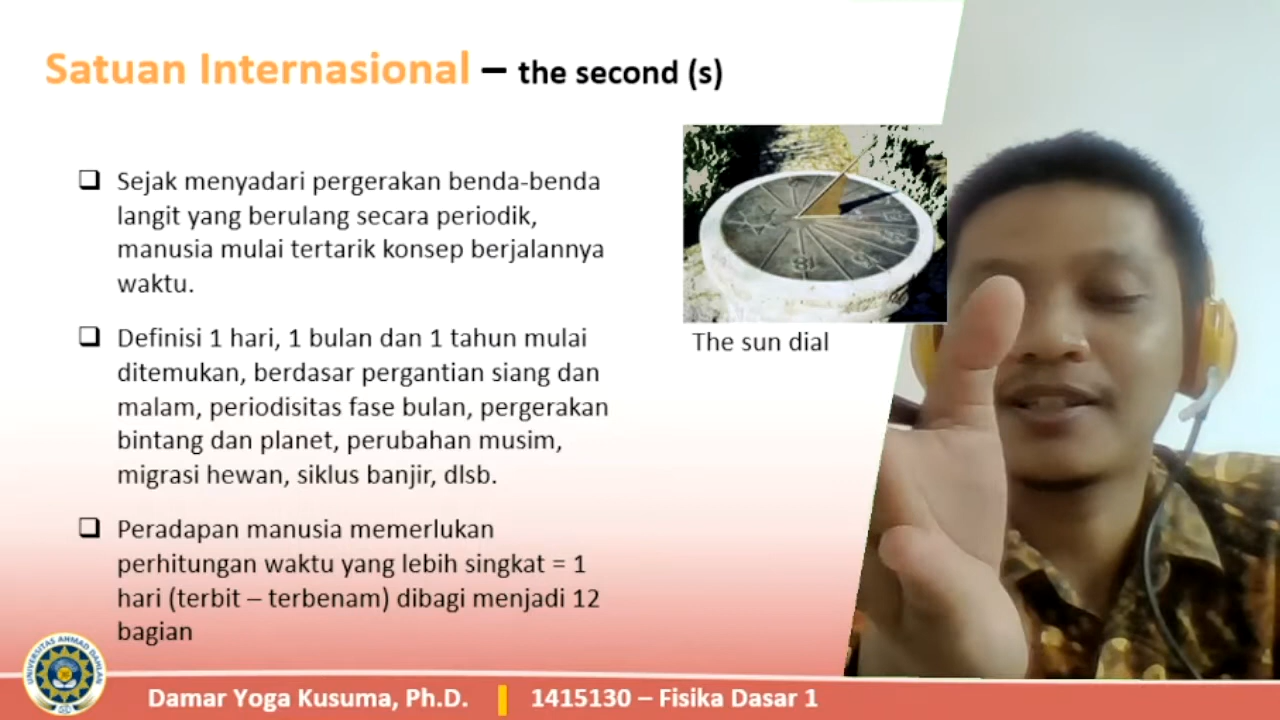 Satuan Internasional – the second (s)
❑ Sejak menyadari pergerakan benda-benda
langit yang berulang secara periodik,
manusia mulai tertarik konsep berjalannya
waktu.
❑ Definisi 1 hari, 1 bulan dan 1 tahun mulai
ditemukan, berdasar pergantian siang dan
malam, periodisitas fase bulan, pergerakan
bintang dan planet, perubahan musim,
migrasi hewan, siklus banjir, dlsb.
❑ Peradapan manusia memerlukan
perhitungan waktu yang lebih singkat = 1
hari (terbit – terbenam) dibagi menjadi 12
bagian
The sun dial
UNIVERSITAS AHMAD DAHLAN
Damar Yoga Kusuma, Ph.D. | 1415130 – Fisika Dasar 1